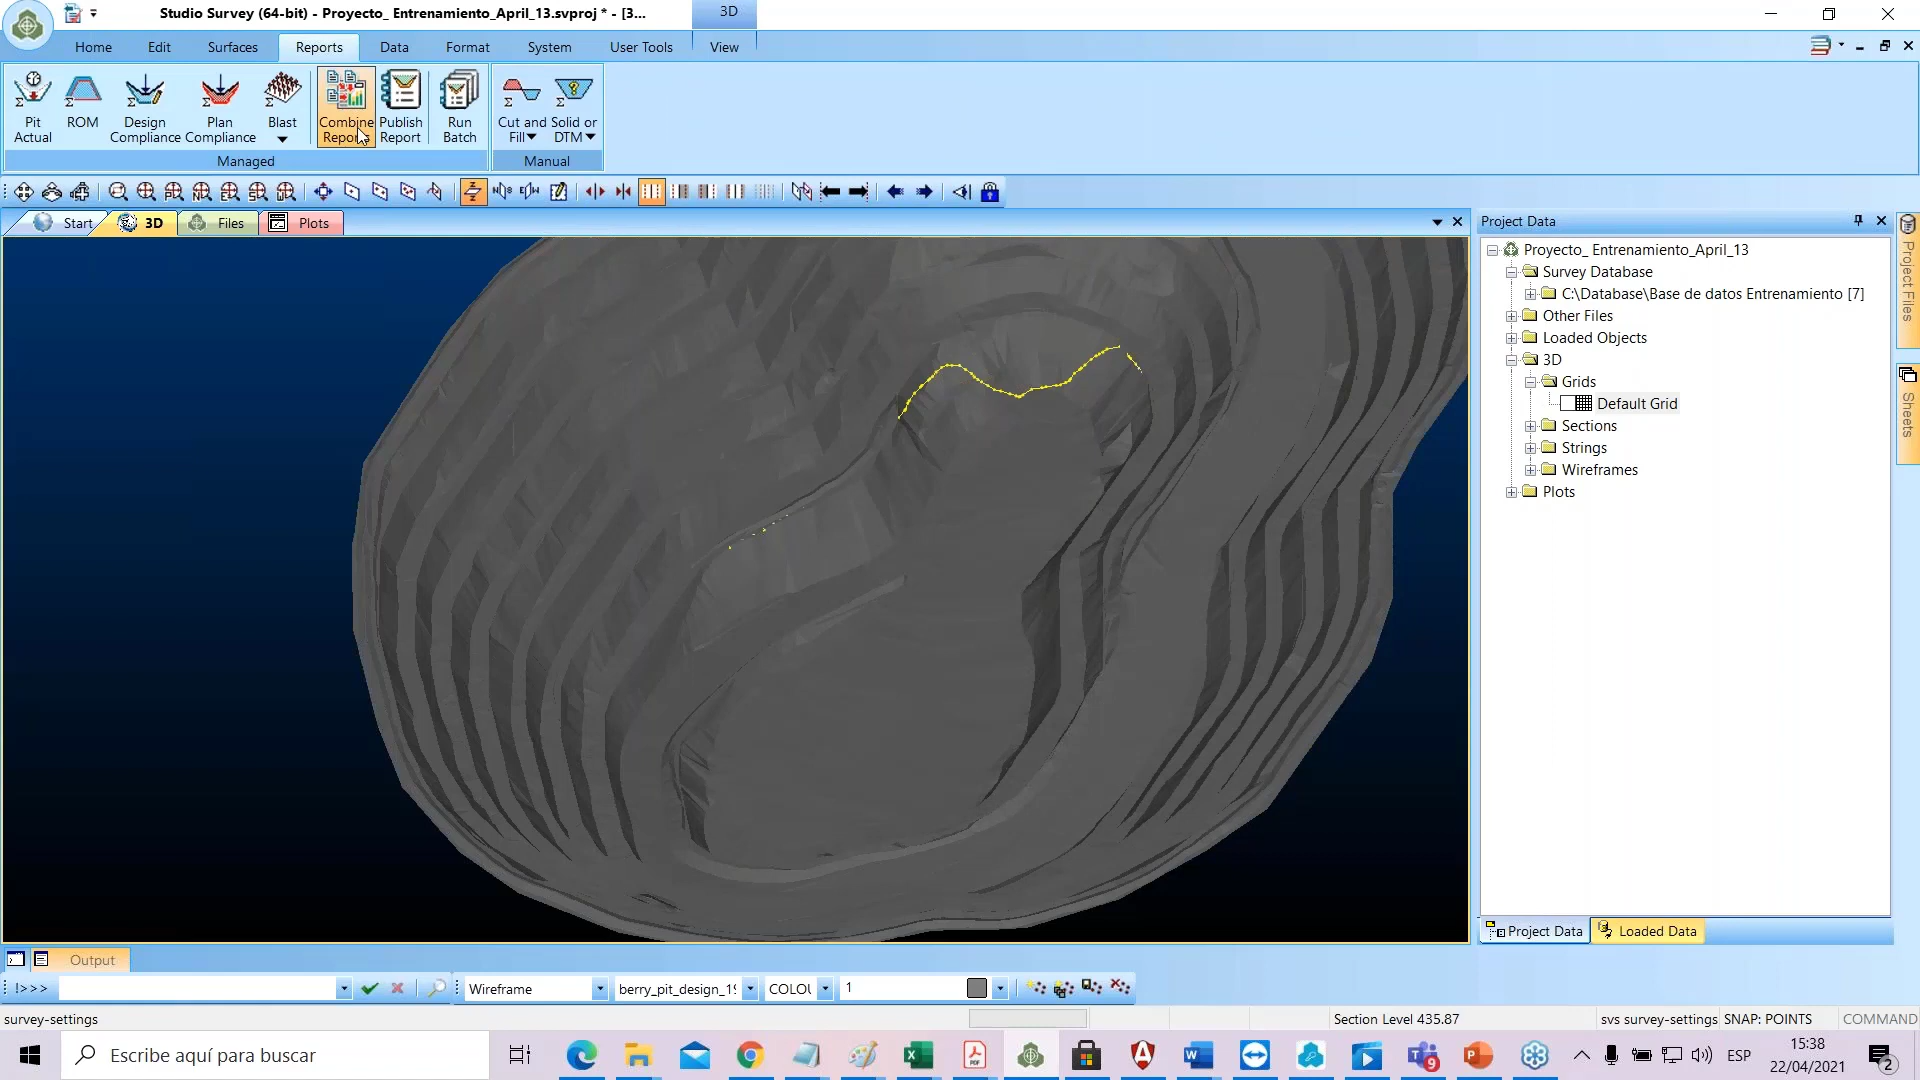 Studio Survey (64-bit) - Proyecto_ Entrenamiento_April_13.svproj * - [3...
3D
Home Edit Surfaces Reports Data Format System User Tools View
Pit Actual
ROM
Design Compliance
Plan Compliance
Blast
Combine Reports
Publish Report
Run Batch
Cut and Fill
Solid or DTM
Managed
Manual
Start
3D
Files
Plots
Project Data
Proyecto_ Entrenamiento_April_13
Survey Database
C:\Database\Base de datos Entrenamiento [7]
Other Files
Loaded Objects
3D
Grids
Default Grid
Sections
Strings
Wireframes
Plots
Project Files
Sheets
Project Data
Loaded Data
Output
!>>>
Wireframe
berry_pit_design_19
COLOU
1
survey-settings
Section Level 435.87
svs survey-settings
SNAP: POINTS
COMMAND
Escribe aquí para buscar
9
ESP
15:38
22/04/2021
2